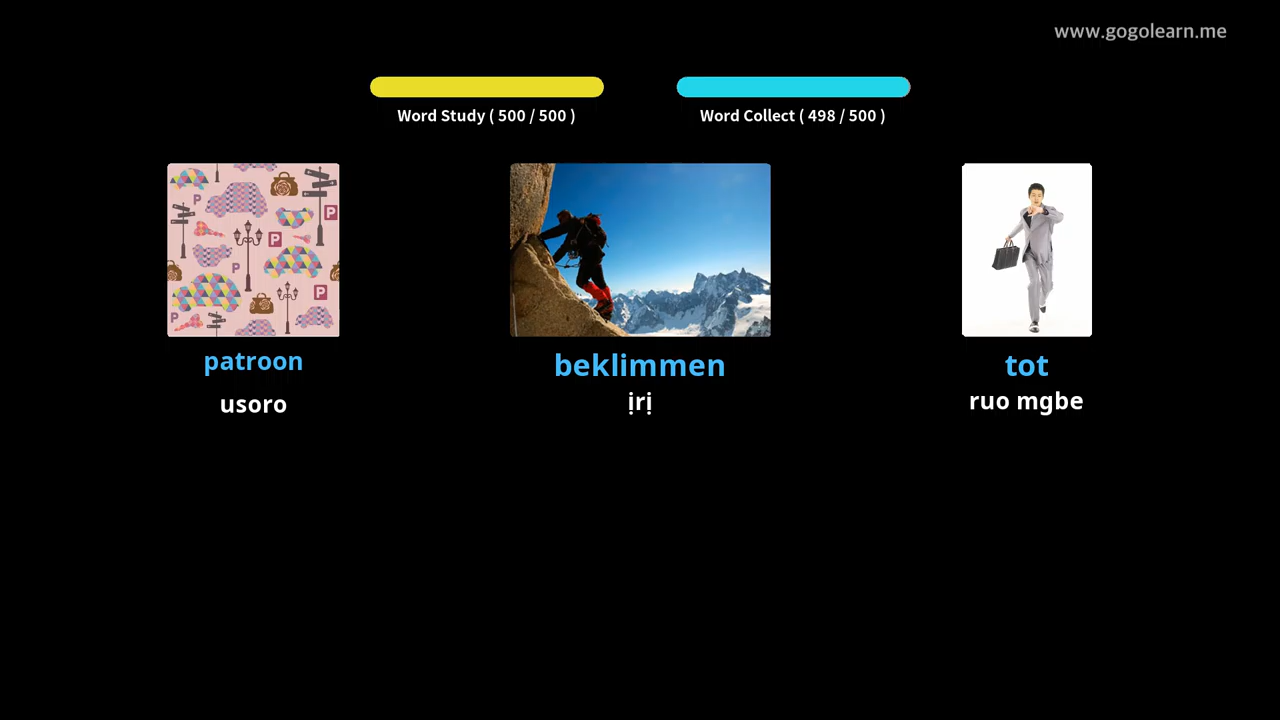 www.gogolearn.me
Word Study ( 500 / 500 )
Word Collect ( 498 / 500 )
P
P
P
P
P
P
patroon
beklimmen
tot
usoro
ịrị
ruo mgbe